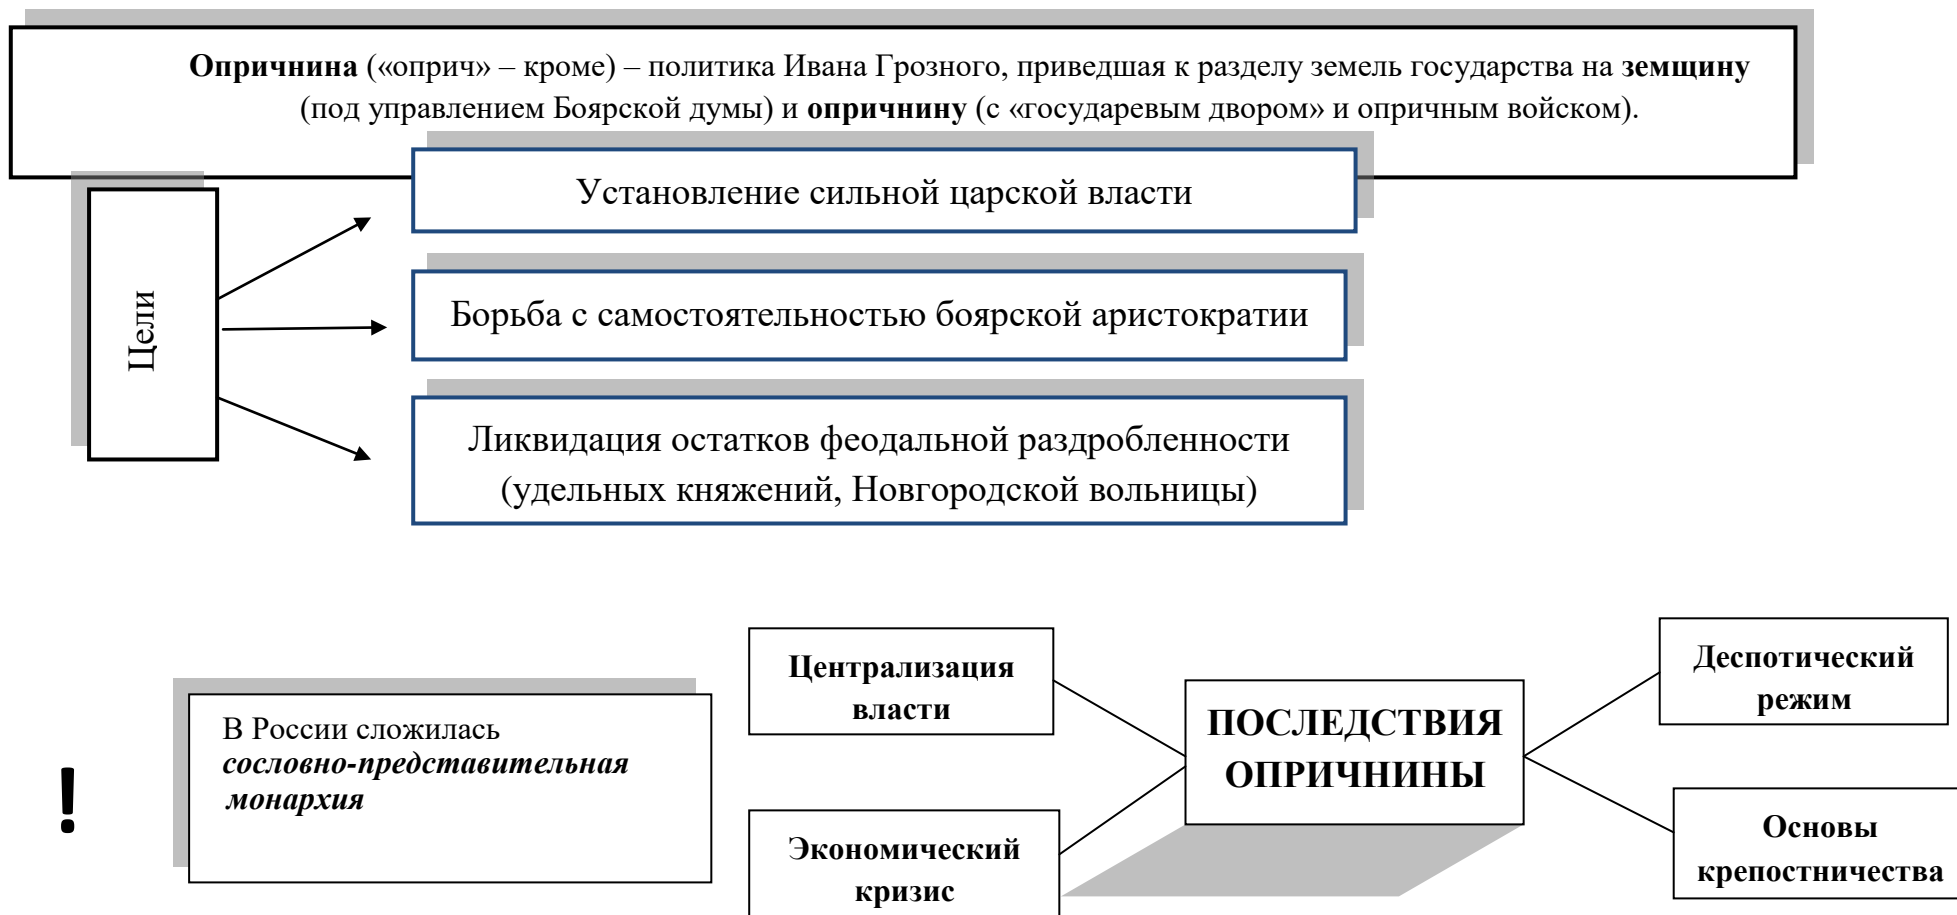 Опричнина («оприч» – кроме) – политика Ивана Грозного, приведшая к разделу земель государства на земщину
(под управлением Боярской думы) и опричнину (с «государевым двором» и опричным войском).
Цели
Установление сильной царской власти
Борьба с самостоятельностью боярской аристократии
Ликвидация остатков феодальной раздробленности
(удельных княжений, Новгородской вольницы)
!
В России сложилась
сословно-представительная
монархия
Централизация
власти
Экономический
кризис
ПОСЛЕДСТВИЯ
ОПРИЧНИНЫ
Деспотический
режим
Основы
крепостничества